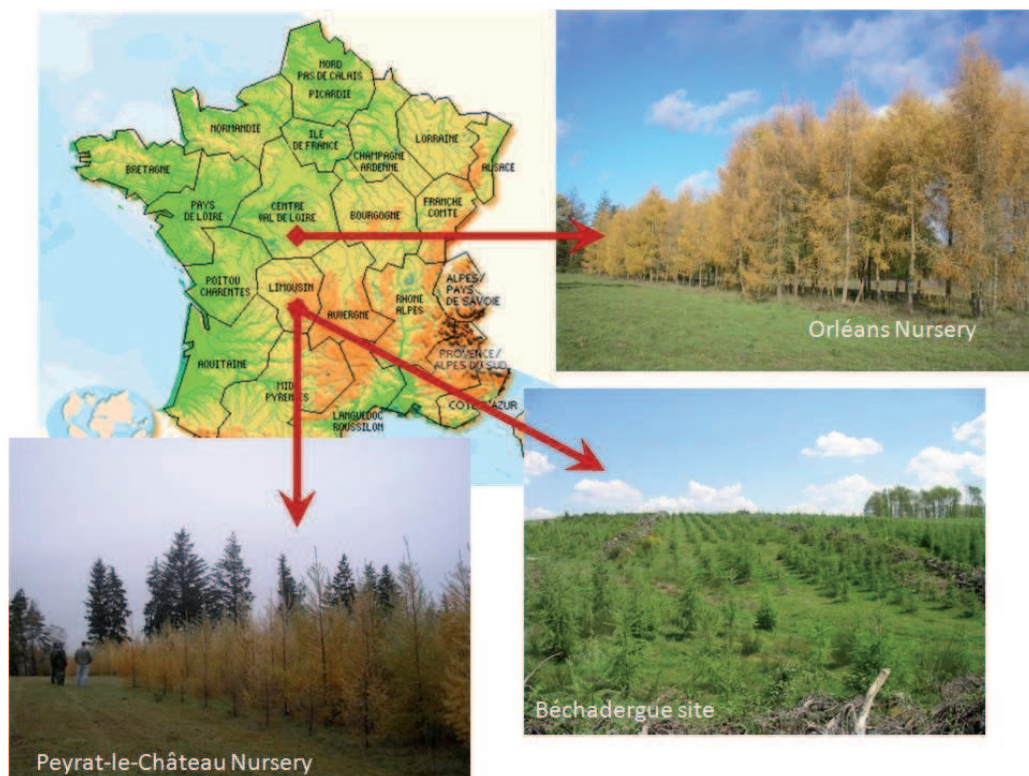 NORD
PAS DE CALAIS
PICARDIE
NORMANDIE
ILE
DE FRANCE
LORRAINE
CHAMPAGNE
ARDENNE
ALSACE
BRETAGNE
PAYS
DE LOIRE
CENTRE
VAL DE LOIRE
BOURGOGNE
FRANCHE
COMTE
POITOU
CHARENTES
LIMOUSIN
AUVERGNE
RHONE
ALPES
ALPES/
PAYS
DE SAVOIE
AQUITAINE
MIDI
PYRENEES
LANGUEDOC
ROUSSILON
PROVENCE/
ALPES DU SUD
COTE D'AZUR
Orléans Nursery
Béchadergue site
Peyrat-le-Château Nursery